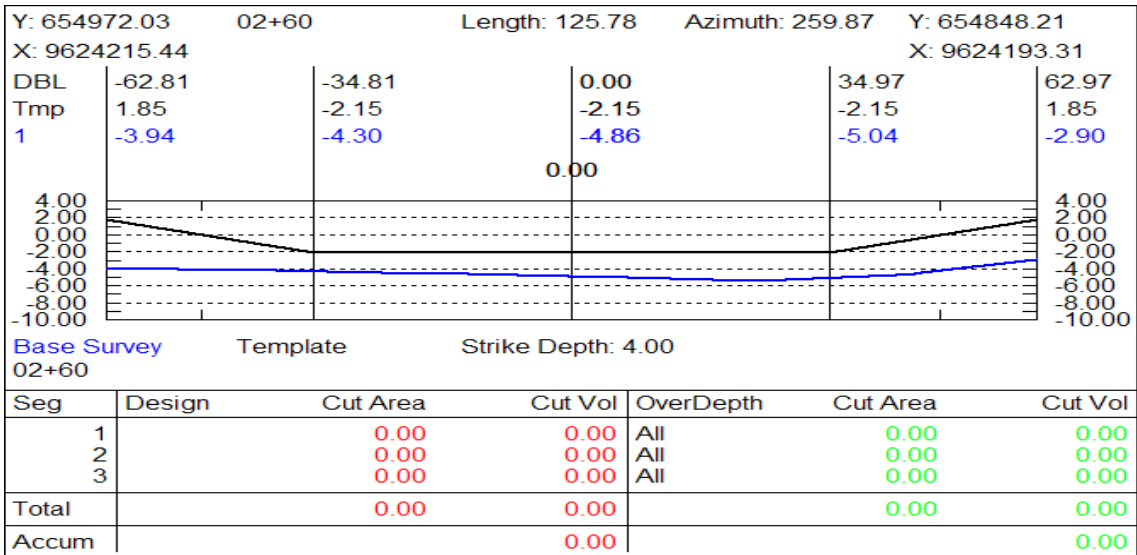 Y: 654972.03 02+60 Length: 125.78 Azimuth: 259.87 Y: 654848.21
X: 9624215.44 X: 9624193.31
DBL -62.81 -34.81 0.00 34.97 62.97
Tmp 1.85 -2.15 -2.15 -2.15 1.85
1 -3.94 -4.30 -4.86 -5.04 -2.90
0.00
4.00 4.00
2.00 2.00
0.00 0.00
-2.00 -2.00
-4.00 -4.00
-6.00 -6.00
-8.00 -8.00
-10.00 -10.00
Base Survey Template Strike Depth: 4.00
02+60
Seg Design Cut Area Cut Vol OverDepth Cut Area Cut Vol
1 0.00 0.00 All 0.00 0.00
2 0.00 0.00 All 0.00 0.00
3 0.00 0.00 All 0.00 0.00
Total 0.00 0.00 0.00 0.00
Accum 0.00 0.00